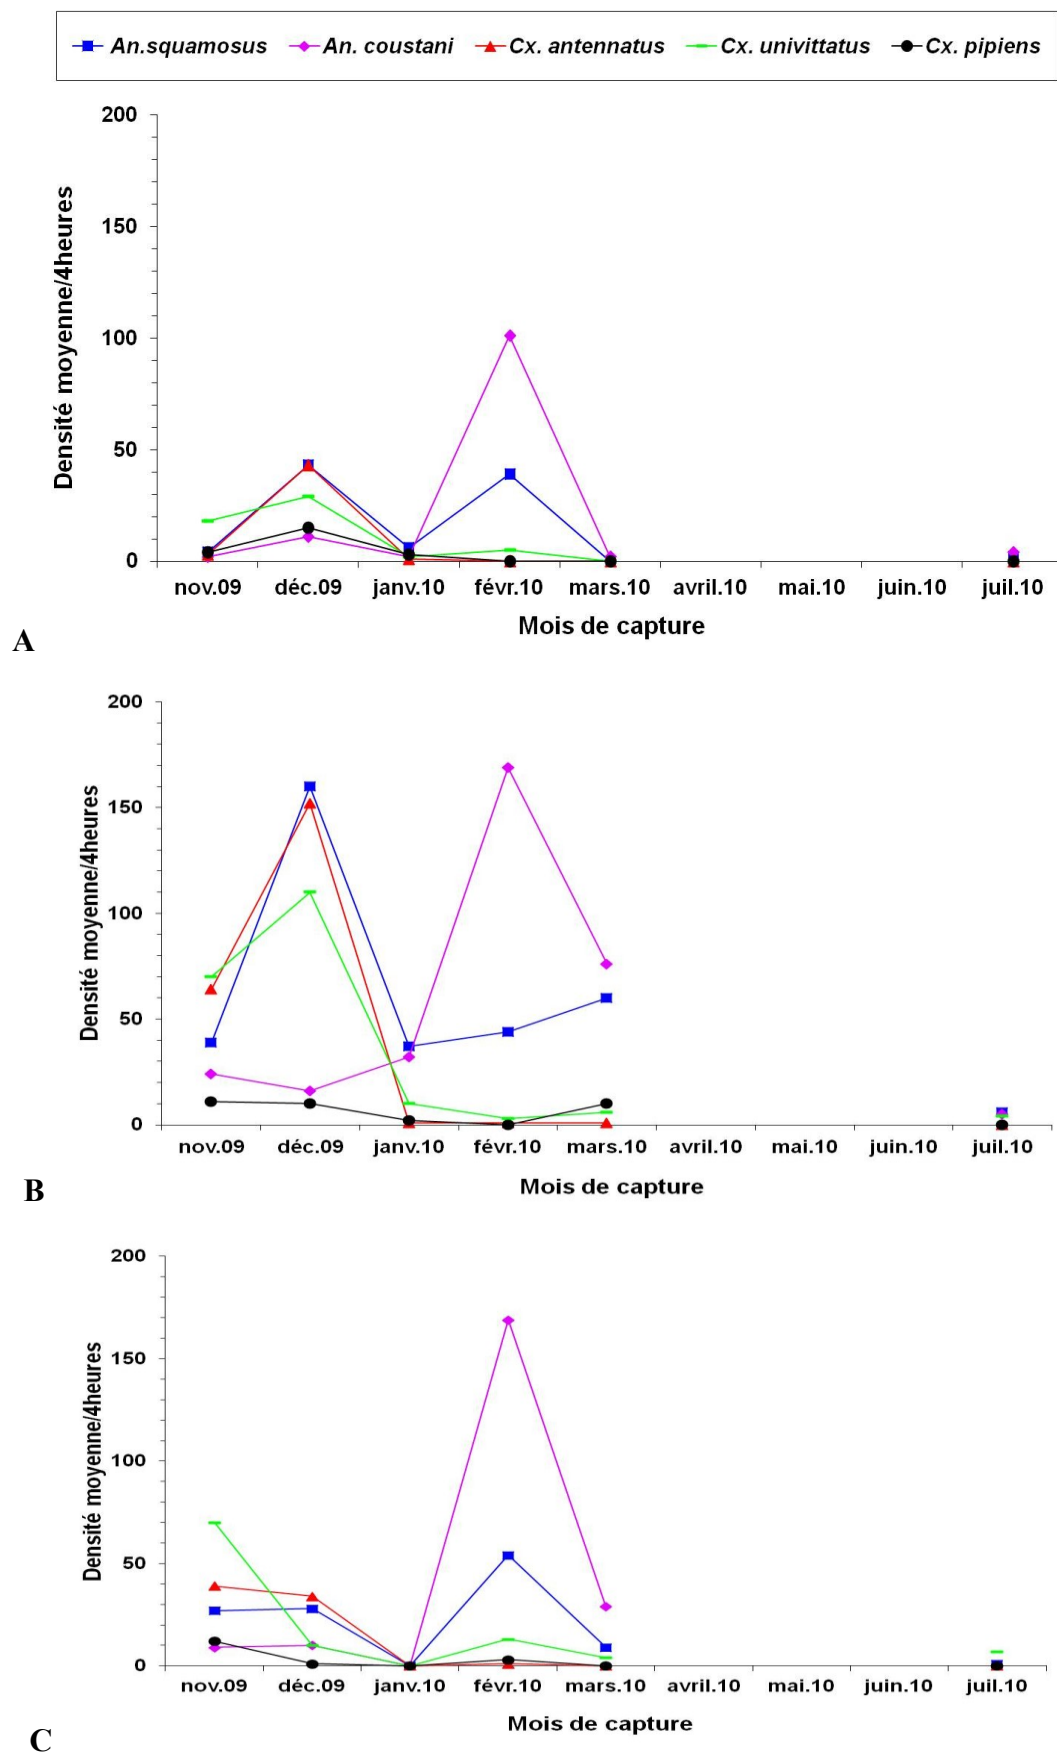 An.squamosus An. coustani Cx. antennatus Cx. univittatus Cx. pipiens
200
150
100
50
0
Densité moyenne/4heures
nov.09 déc.09 janv.10 févr.10 mars.10 avril.10 mai.10 juin.10 juil.10
Mois de capture
A
200
150
100
50
0
Densité moyenne/4heures
nov.09 déc.09 janv.10 févr.10 mars.10 avril.10 mai.10 juin.10 juil.10
Mois de capture
B
200
150
100
50
0
Densité moyenne/4heures
nov.09 déc.09 janv.10 févr.10 mars.10 avril.10 mai.10 juin.10 juil.10
Mois de capture
C